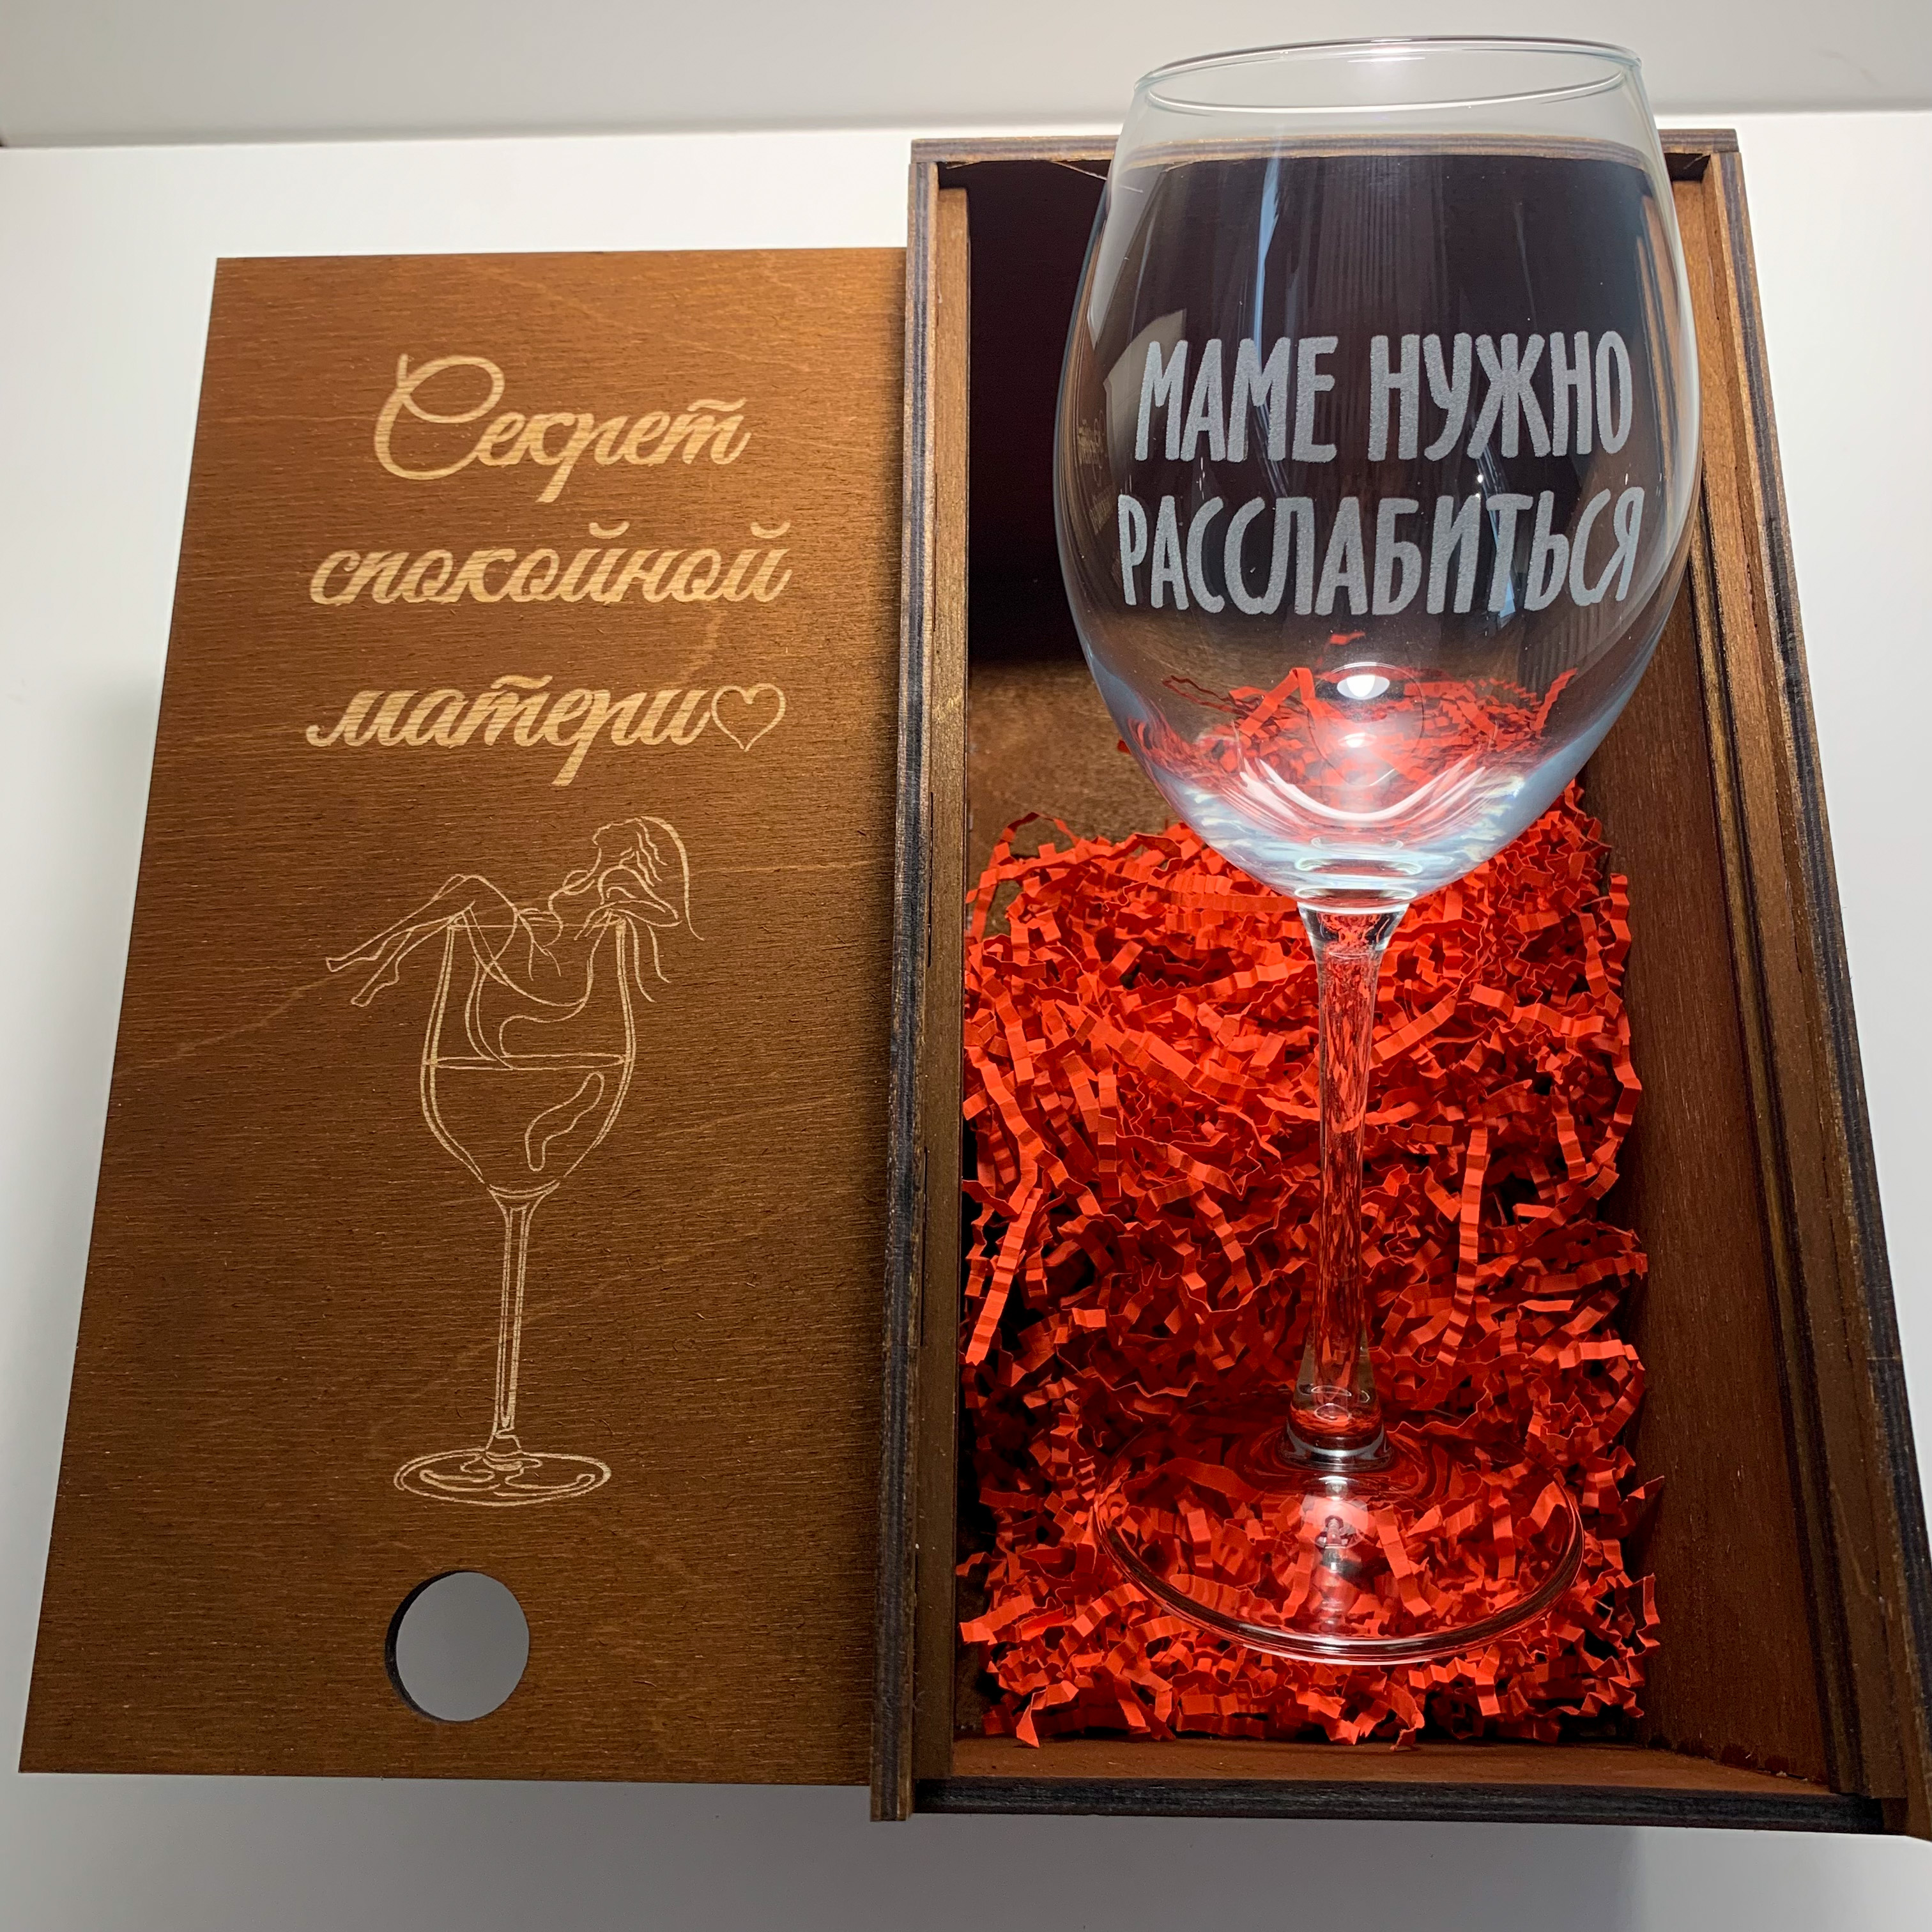 Секрет
спокойной
матери♡
МАМЕ НУЖНО
РАССЛАБИТЬСЯ